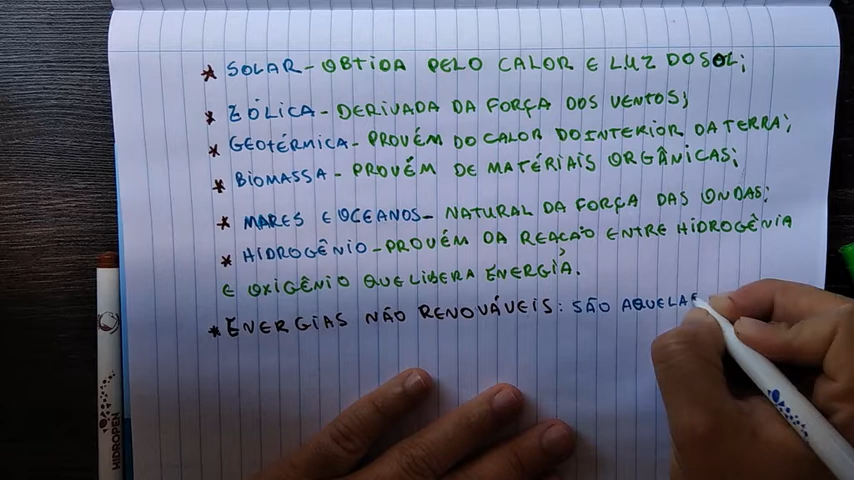 * SOLAR - OBTIDA PELO CALOR E LUZ DO SOL;
* EÓLICA - DERIVADA DA FORÇA DOS VENTOS;
* GEOTÉRMICA - PROVÉM DO CALOR DO INTERIOR DA TERRA;
* BIOMASSA - PROVÉM DE MATÉRIAIS ORGÂNICAS;
* MARES E OCEANOS - NATURAL DA FORÇA DAS ONDAS;
* HIDROGÊNIO - PROVÉM DA REAÇÃO ENTRE HIDROGÊNIA
E OXIGÊNIO QUE LIBERA ENERGIA.
* ENERGIAS NÃO RENOVÁVEIS: SÃO AQUELAS
HIDROPEN